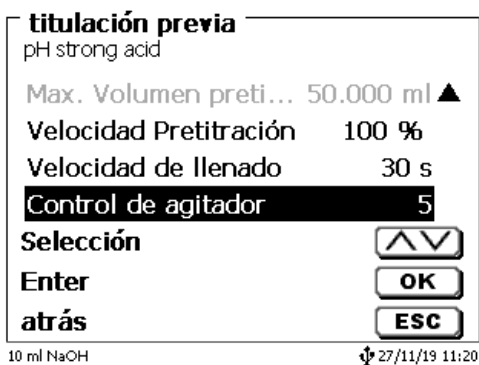 titulación previa
pH strong acid
Max. Volumen preti... 50.000 ml ▲
Velocidad Pretitración 100 %
Velocidad de llenado 30 s
Control de agitador 5
Selección
Enter OK
atrás ESC
10 ml NaOH 27/11/19 11:20